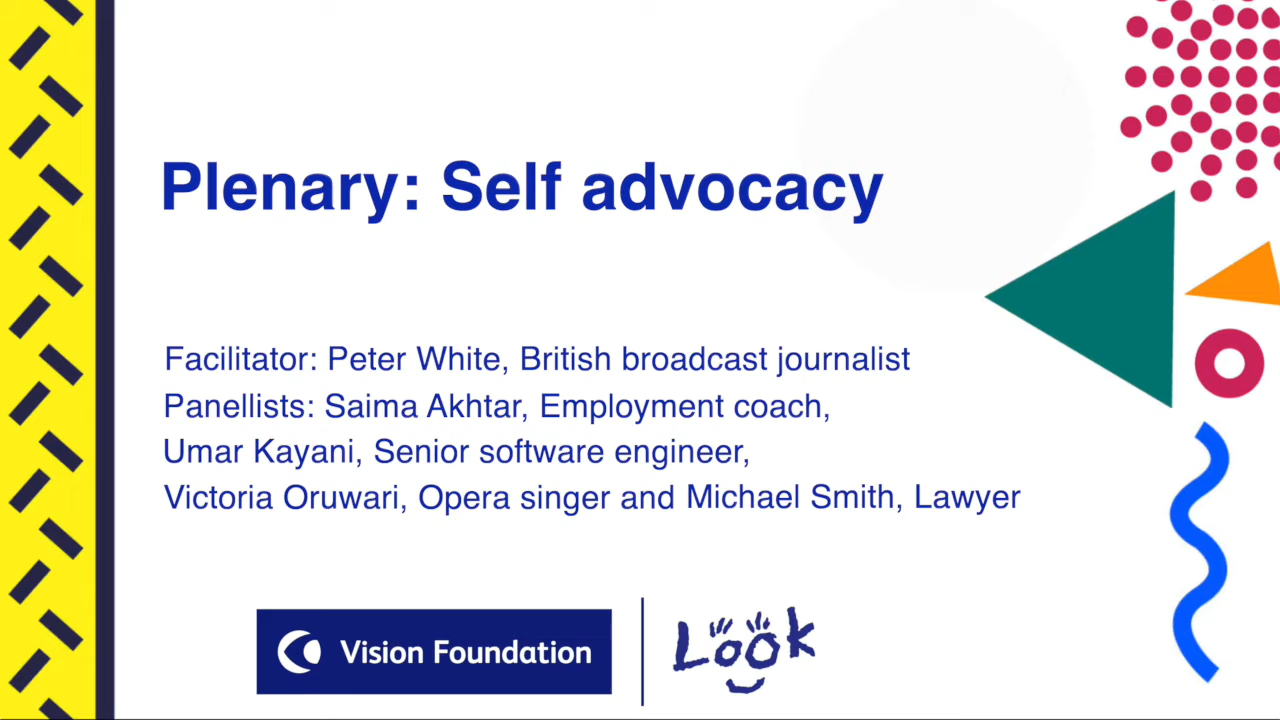 Plenary: Self advocacy
Facilitator: Peter White, British broadcast journalist
Panellists: Saima Akhtar, Employment coach,
Umar Kayani, Senior software engineer,
Victoria Oruwari, Opera singer and Michael Smith, Lawyer
Vision Foundation
Look